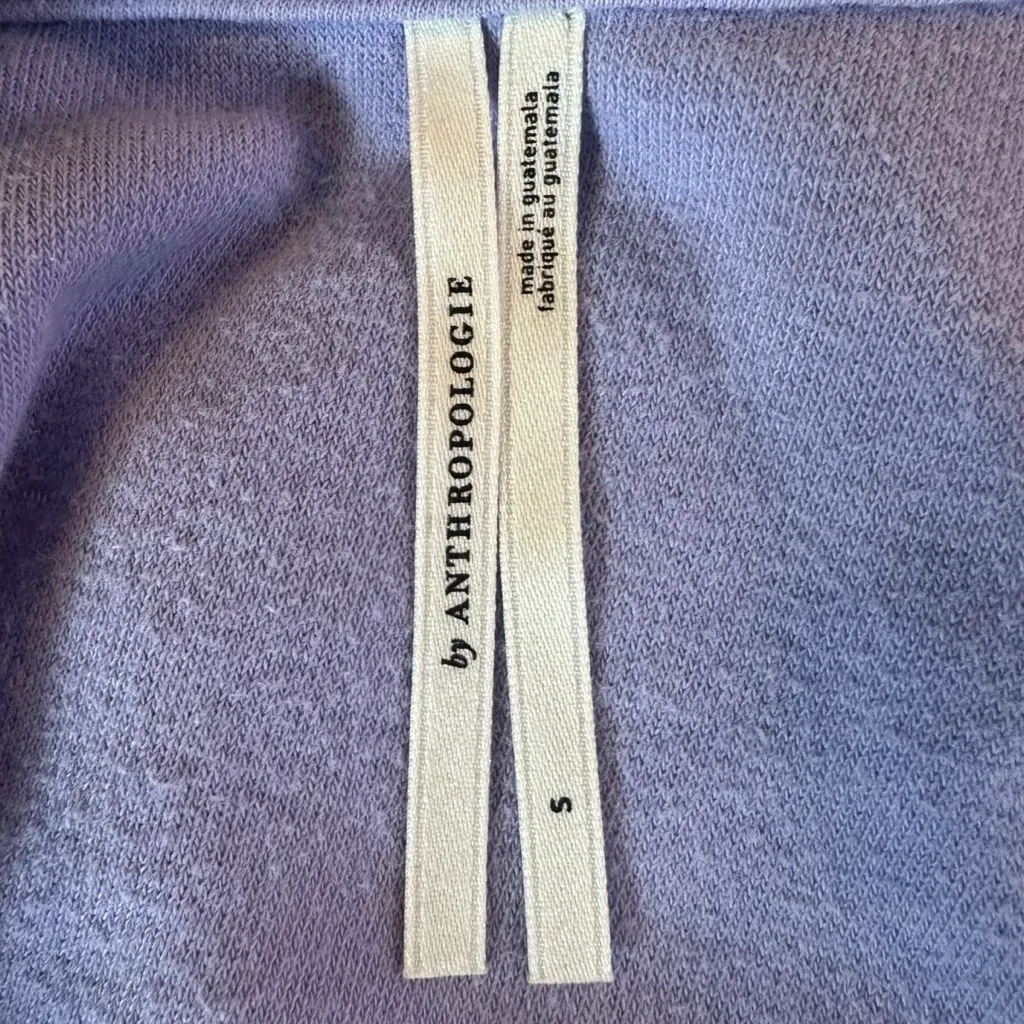 by ANTHROPOLOGIE
made in guatemala
fabriqué au guatemala
S